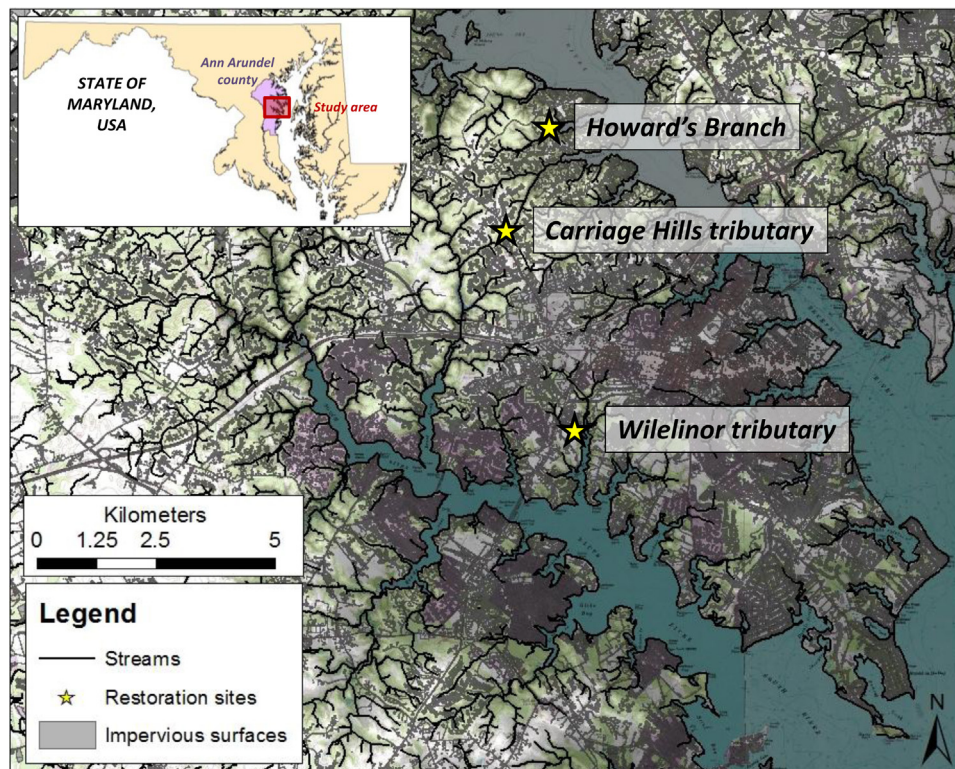 STATE OF
MARYLAND,
USA
Ann Arundel
county
Study area
Howard's Branch
Carriage Hills tributary
Wilelinor tributary
Kilometers
0 1.25 2.5 5
Legend
Streams
Restoration sites
Impervious surfaces
N